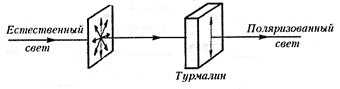 Естественный
свет
Турмалин
Поляризованный
свет